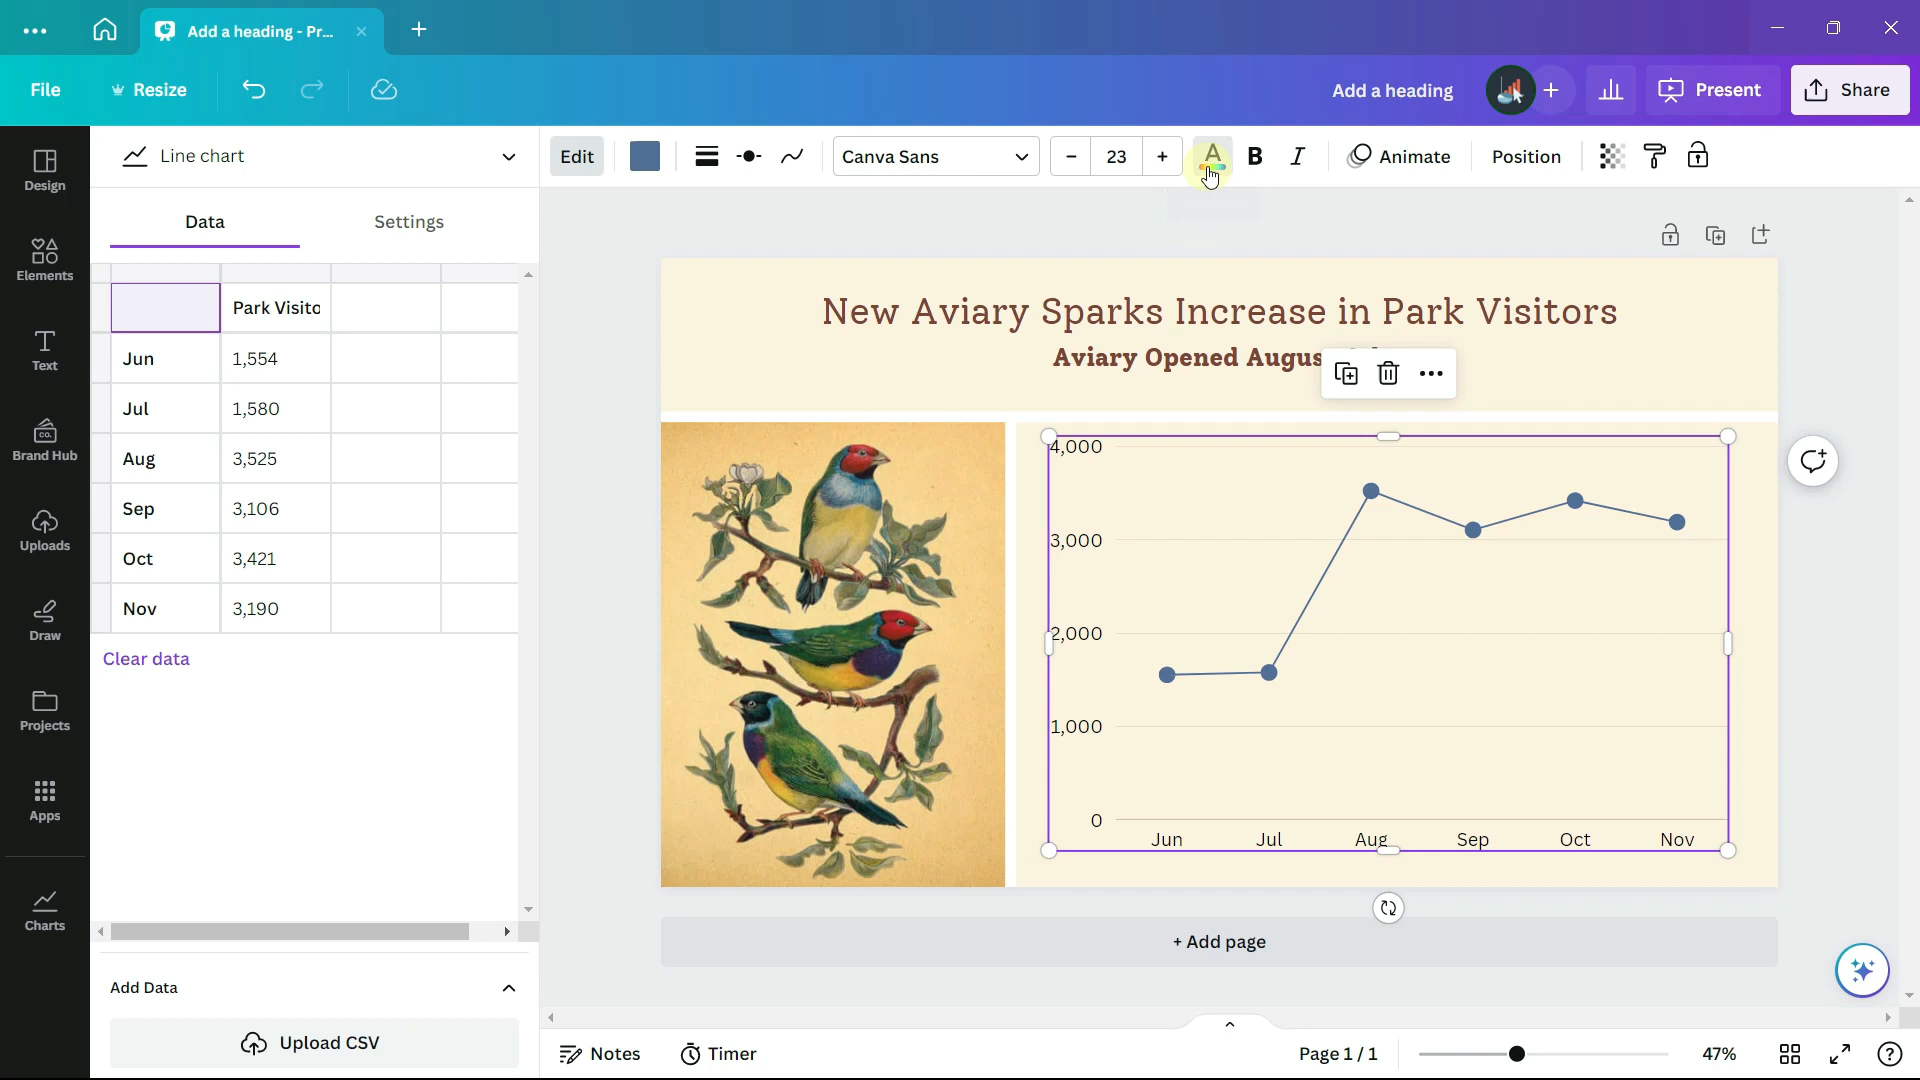 Add a heading - Pr...
File
Resize
Add a heading
Present
Share
Line chart
Edit
Canva Sans
23
A
B
I
Animate
Position
Design
Elements
Text
Brand Hub
Uploads
Draw
Projects
Apps
Charts
Data
Settings
Park Visito
Jun 1,554
Jul 1,580
Aug 3,525
Sep 3,106
Oct 3,421
Nov 3,190
Clear data
Add Data
Upload CSV
New Aviary Sparks Increase in Park Visitors
Aviary Opened Augus
4,000
3,000
2,000
1,000
0
Jun Jul Aug Sep Oct Nov
+ Add page
Notes
Timer
Page 1 / 1
47%